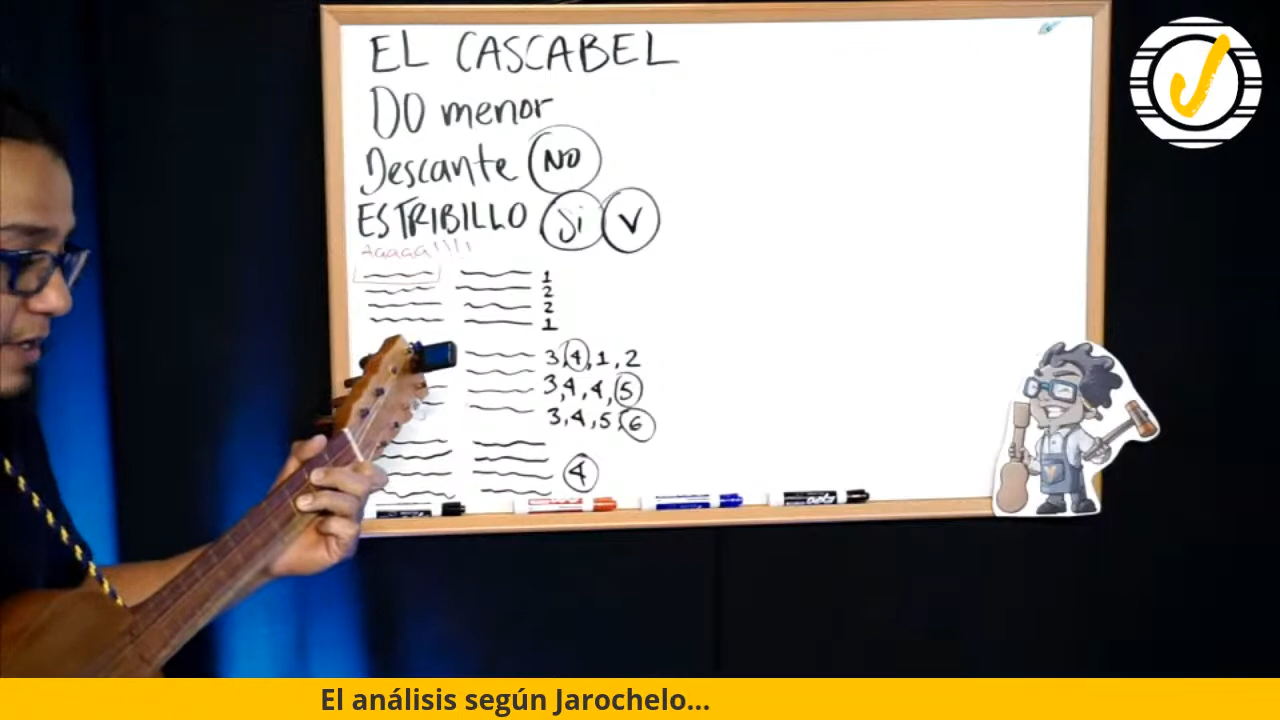 EL CASCABEL
DO menor
Descante NO
ESTRIBILLO Si V
Aaaaa!!!!
1
2
2
1
3,4,1,2
3,4,4,5
3,4,5,6
4
El análisis según Jarochelo...